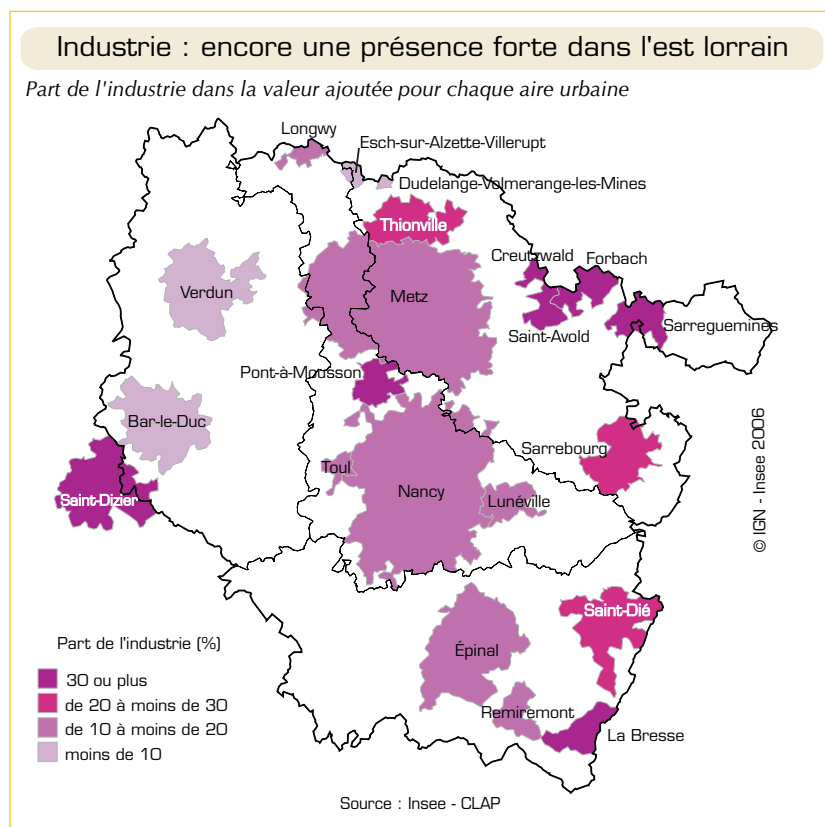 Industrie : encore une présence forte dans l'est lorrain
Part de l'industrie dans la valeur ajoutée pour chaque aire urbaine
Longwy
Esch-sur-Alzette-Villerupt
Dudelange-Volmerange-les-Mines
Thionville
Creutzwald
Forbach
Verdun
Metz
Saint-Avold
Sarreguemines
Pont-à-Mousson
Bar-le-Duc
Sarrebourg
Toul
Saint-Dizier
Nancy
Lunéville
© IGN - Insee 2006
Saint-Dié
Épinal
Remiremont
La Bresse
Part de l'industrie (%)
30 ou plus
de 20 à moins de 30
de 10 à moins de 20
moins de 10
Source : Insee - CLAP